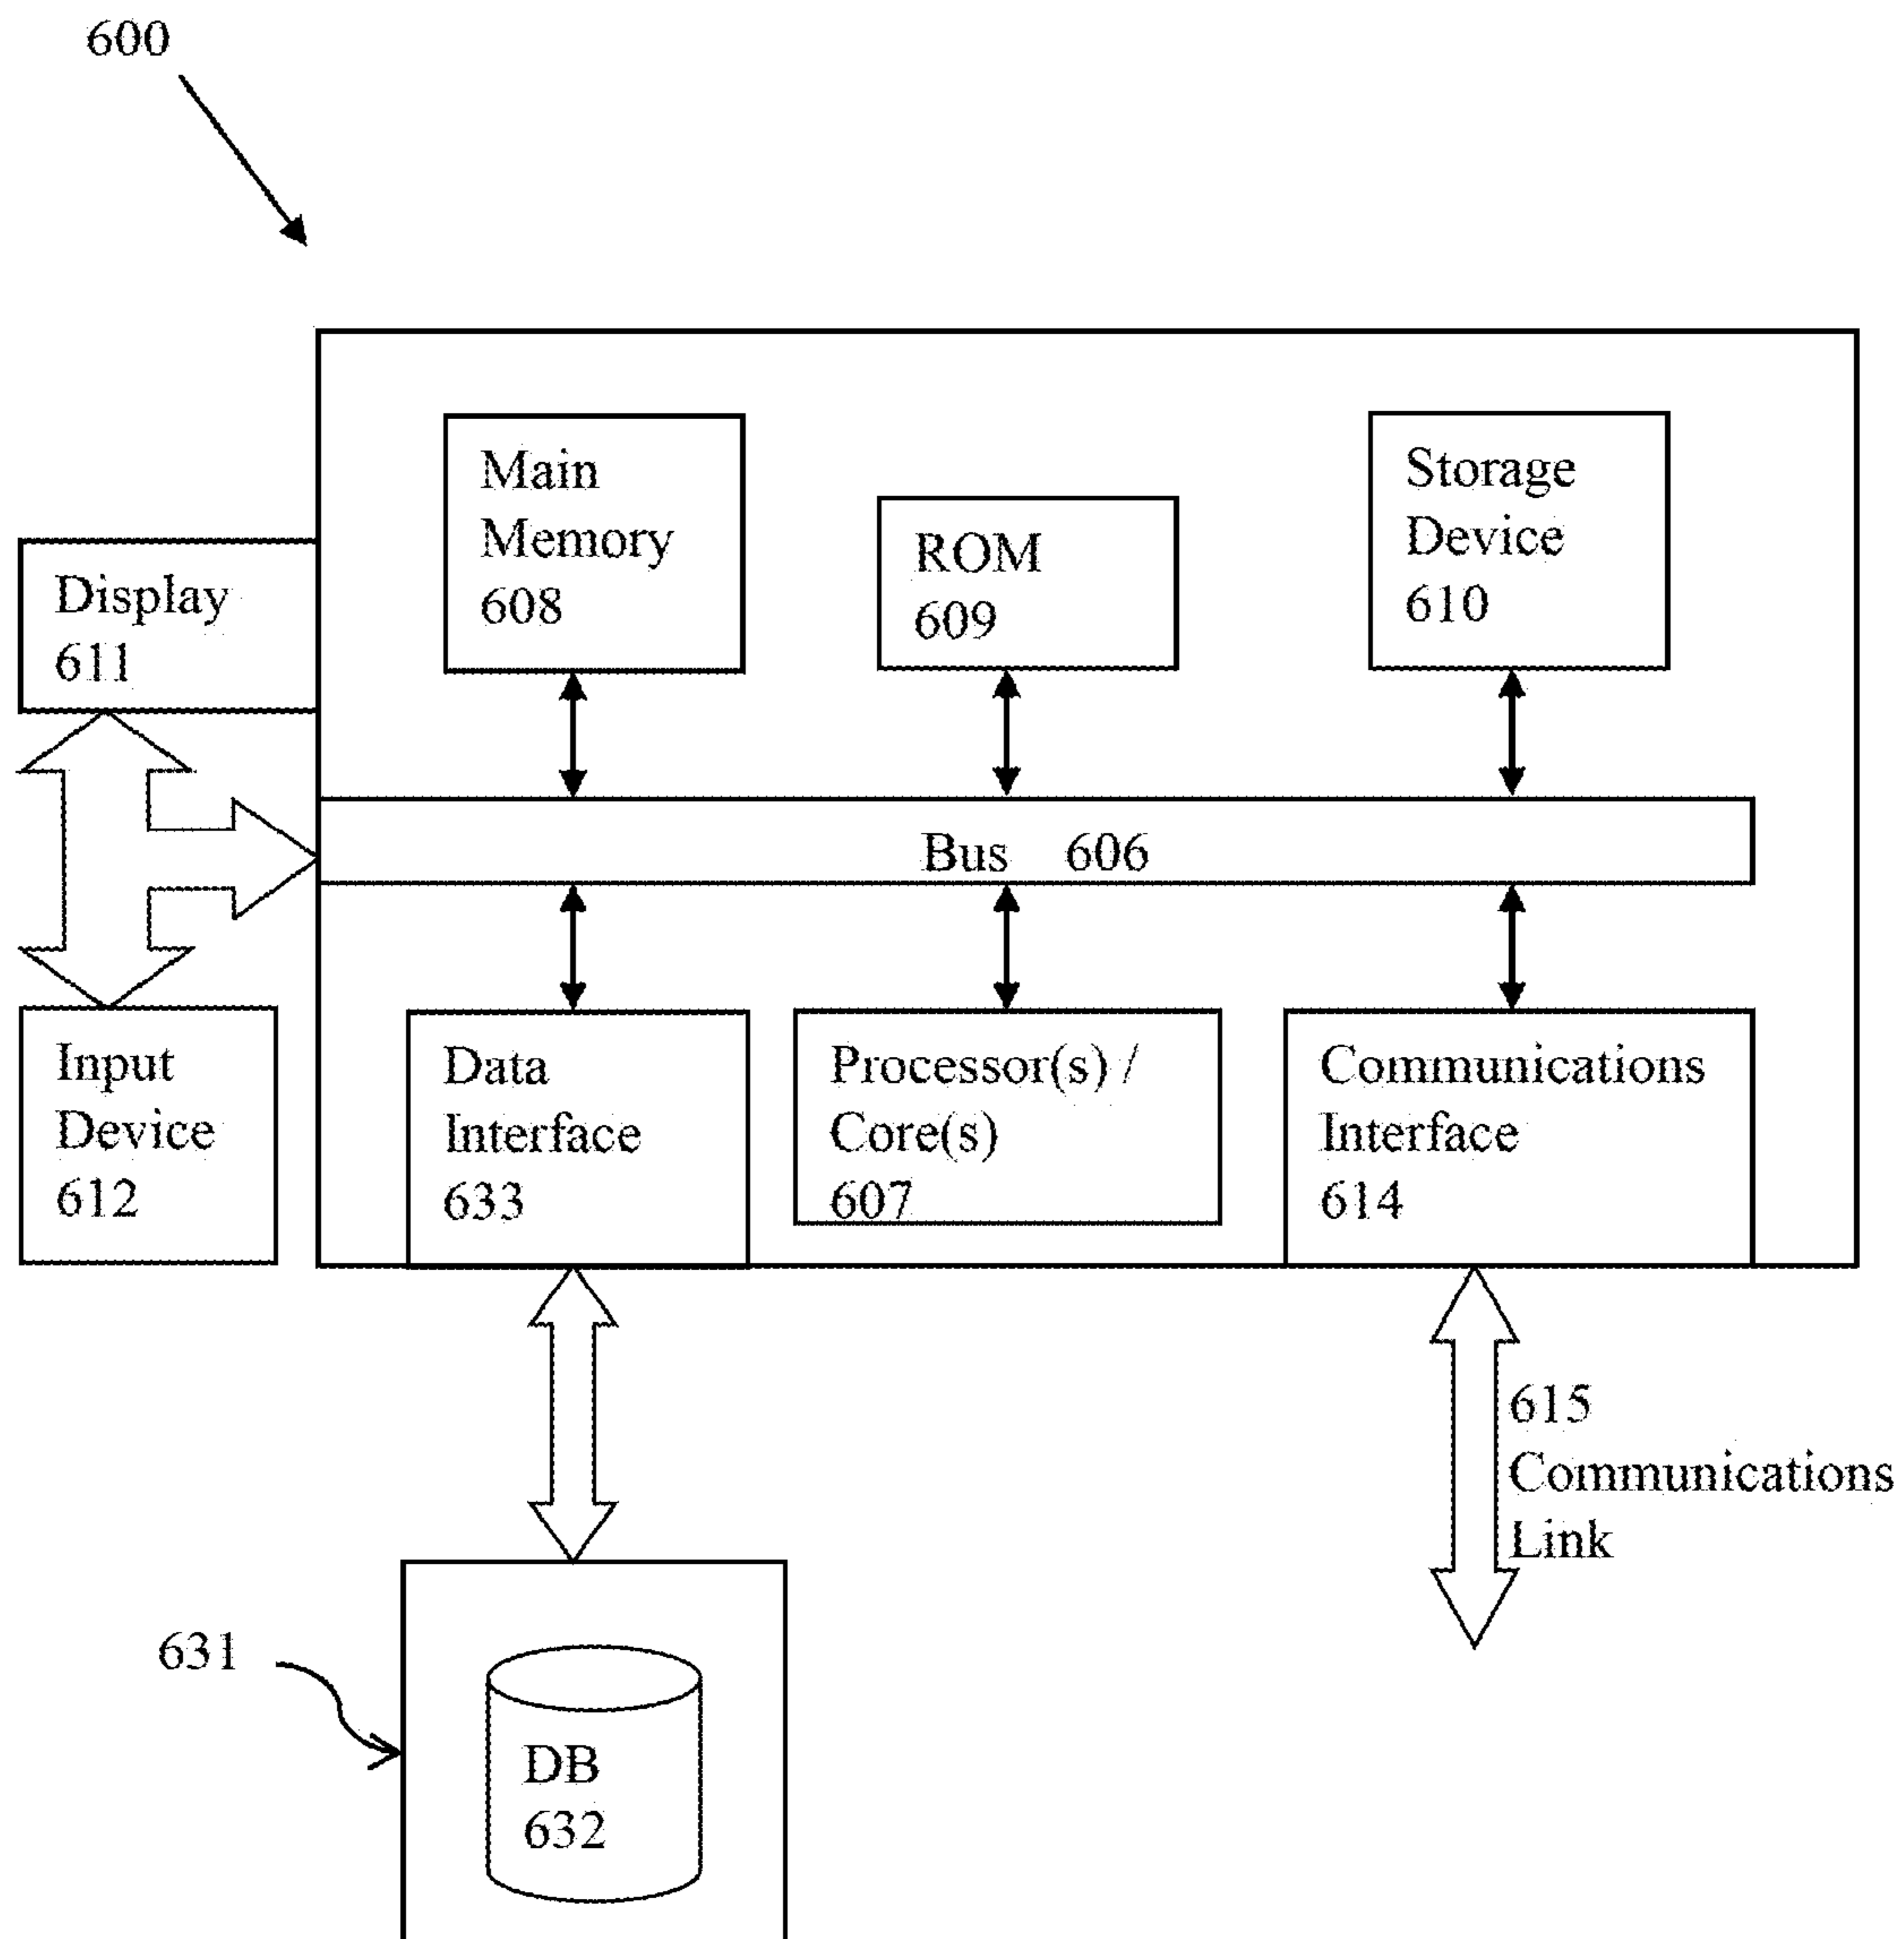 600
Main
Memory
608
ROM
609
Storage
Device
610
Display
611
Bus 606
Input
Device
612
Data
Interface
633
Processor(s) /
Core(s)
607
Communications
Interface
614
615
Communications
Link
631
DB
632